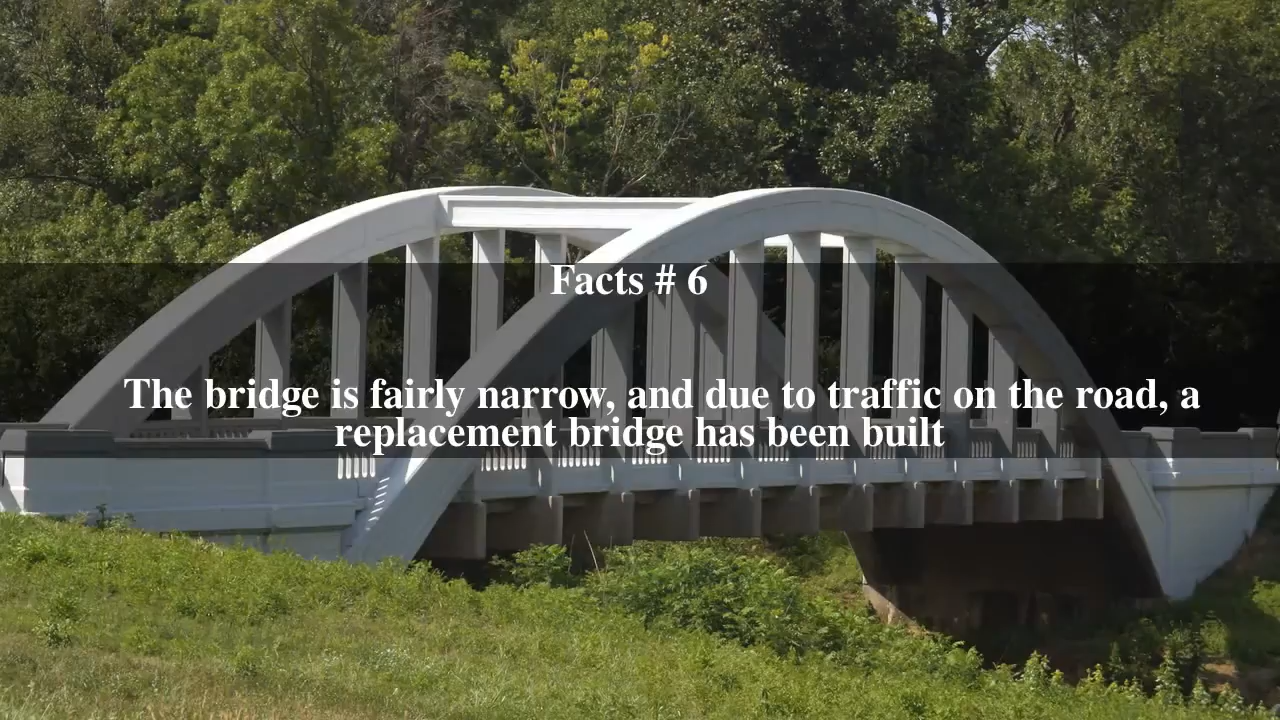 Facts # 6
The bridge is fairly narrow, and due to traffic on the road, a
replacement bridge has been built